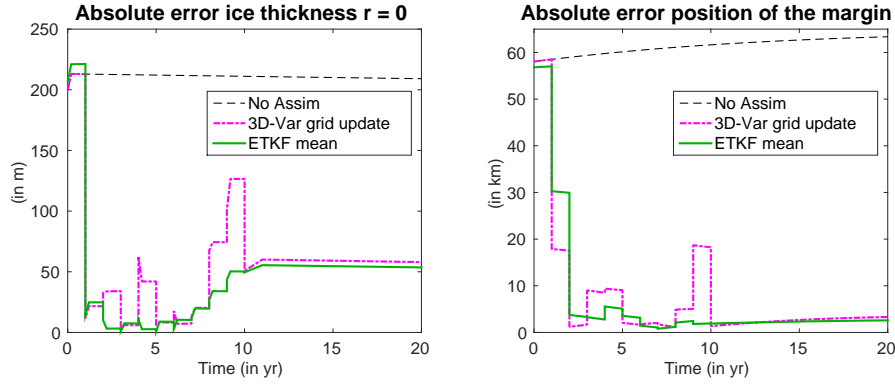 Absolute error ice thickness r = 0
250
200
150
100
50
0
(in m)
No Assim
3D-Var grid update
ETKF mean
0 5 10 15 20
Time (in yr)
Absolute error position of the margin
60
50
40
30
20
10
0
(in km)
No Assim
3D-Var grid update
ETKF mean
0 5 10 15 20
Time (in yr)